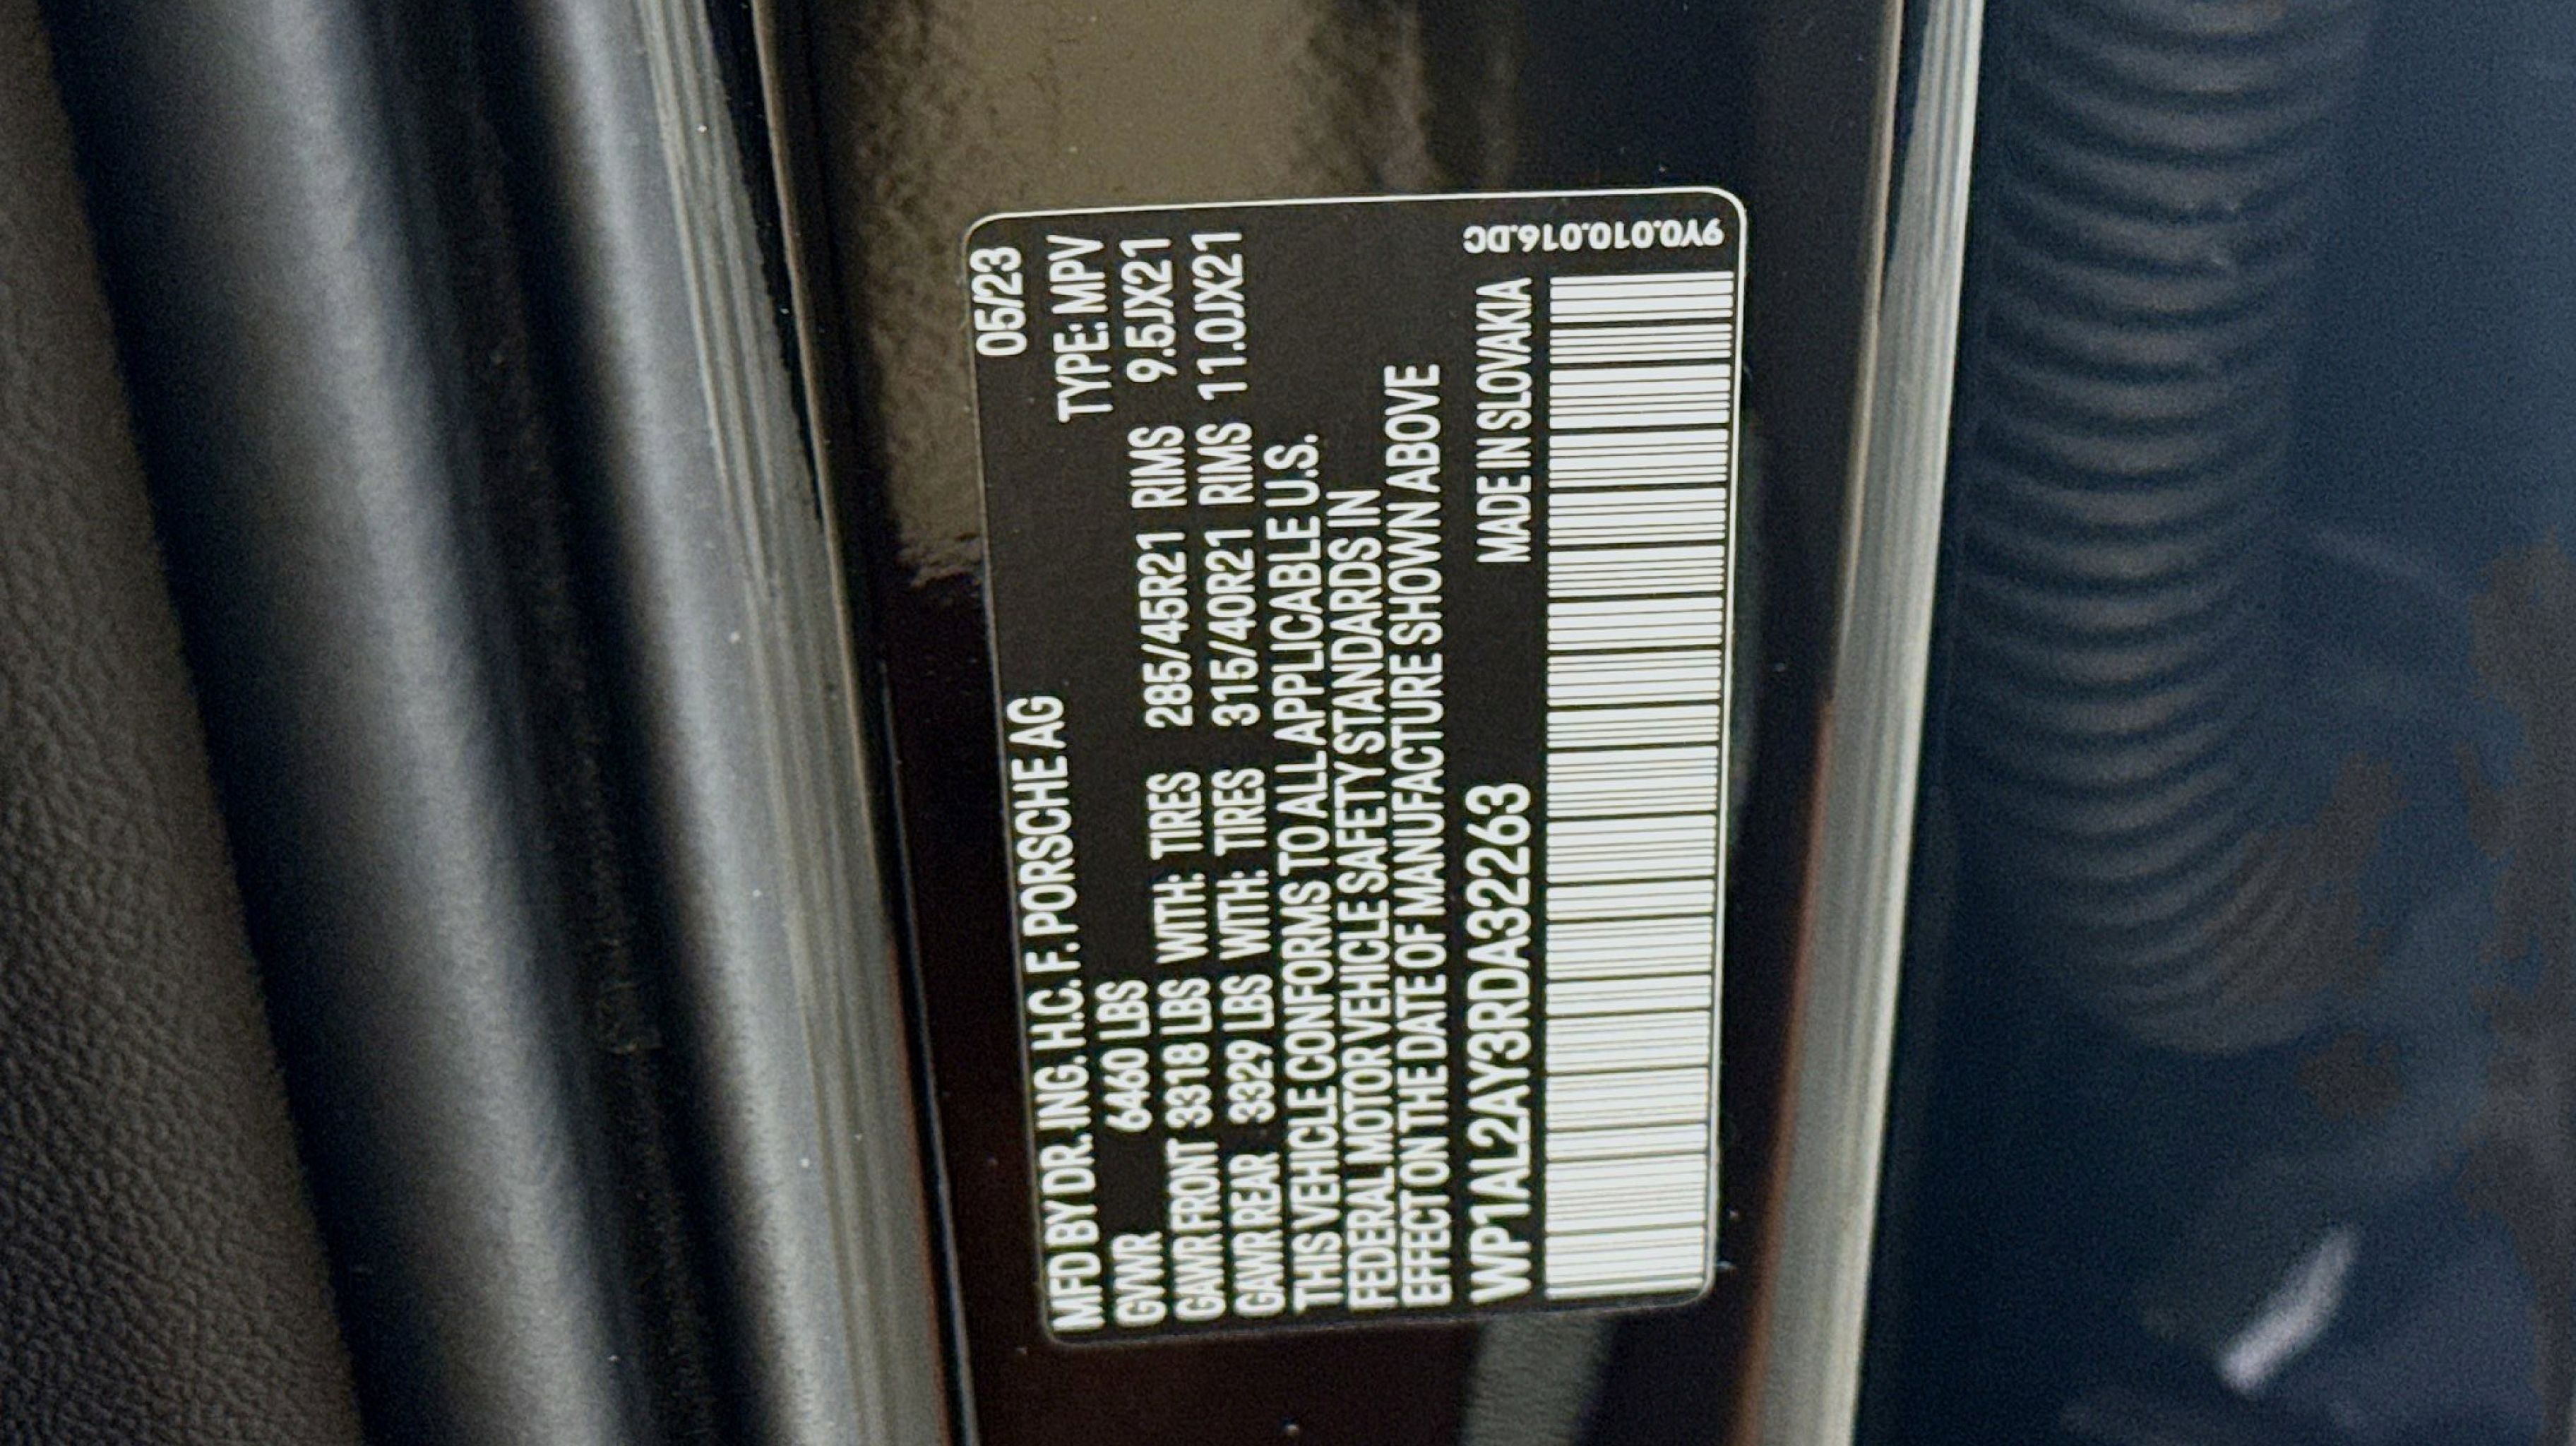 MFD BY DR. ING. H.C. F. PORSCHE AG 05/23
GVWR 6460 LBS TYPE: MPV
GAWR FRONT 3318 LBS WITH: TIRES 285/45R21 RIMS 9.5JX21
GAWR REAR 3329 LBS WITH: TIRES 315/40R21 RIMS 11.0JX21
THIS VEHICLE CONFORMS TO ALL APPLICABLE U.S.
FEDERAL MOTOR VEHICLE SAFETY STANDARDS IN
EFFECT ON THE DATE OF MANUFACTURE SHOWN ABOVE
WP1AL2AY3RDA32263 MADE IN SLOVAKIA
9Y0.010.016.DC